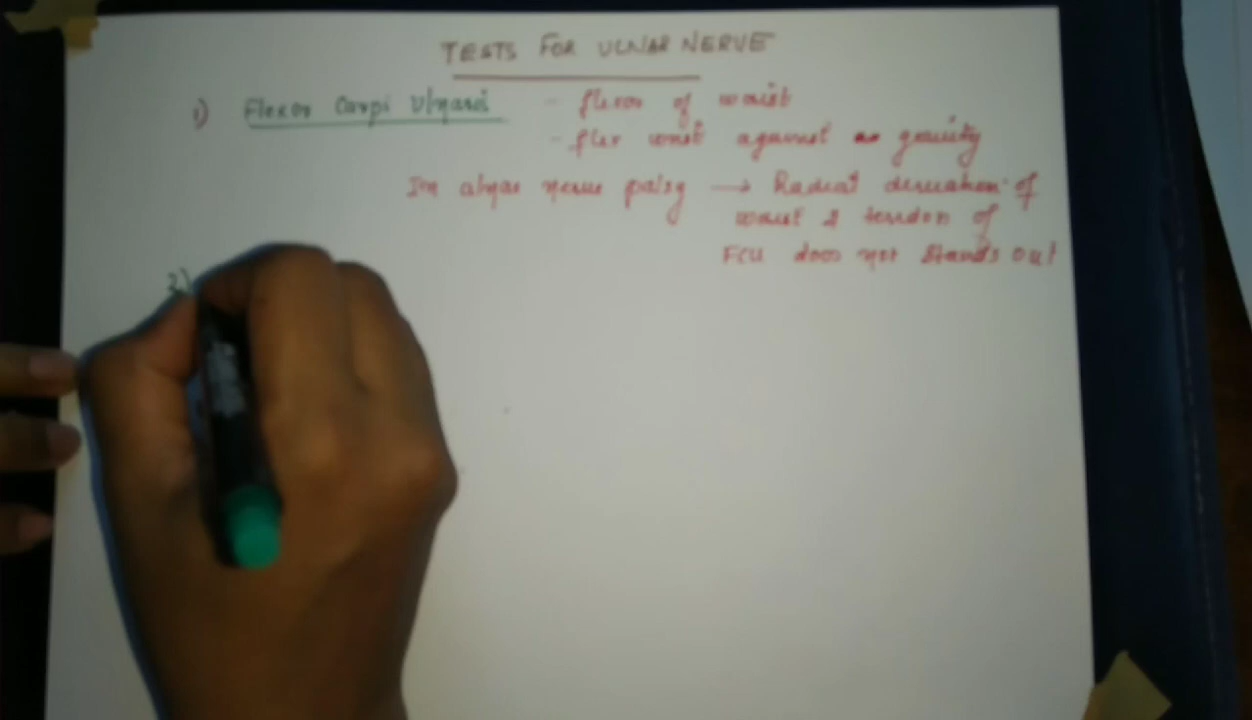 TESTS FOR ULNAR NERVE
1) Flexor Carpi Ulnaris - flexor of wrist
- flex wrist against gravity
In ulnar nerve palsy → Radial deviation of
wrist & tendon of
FCU does not stands out
2)